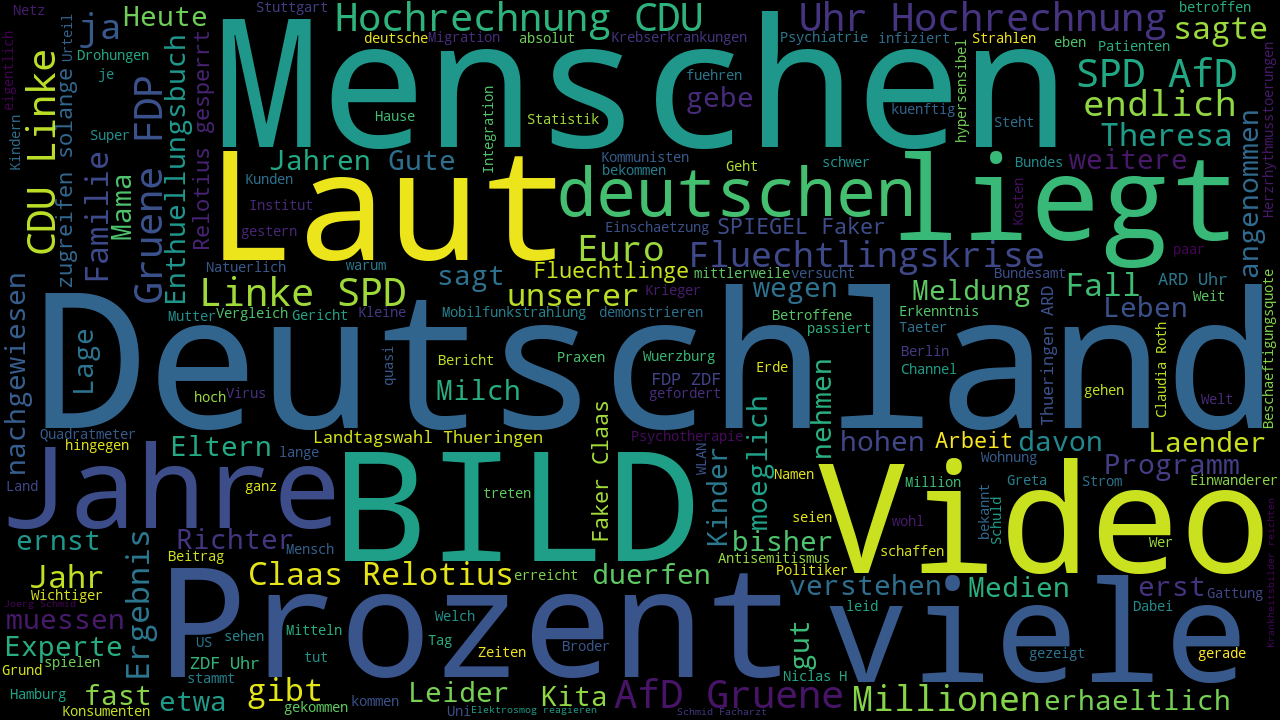 Netz
Stuttgart
Hochrechnung CDU
Uhr Hochrechnung
betroffen
Heute
ja
Urteil
eigentlich
Drohungen
je
deutsche
Migration
absolut
Krebserkrankungen
Psychiatrie
infiziert
Strahlen
eben
Patienten
sagte
Menschen
fuehren
gebe
kuenftig
Steht
hypersensibel
SPD AfD
endlich
Theresa
CDU Linke
Kindern
zugreifen solange
Super
Familie
Mama
Gruene FDP
Enthuellungsbuch
Relotius gesperrt
Hause
Statistik
Integration
Jahren
Gute
Kommunisten
bekommen
Geht
schwer
Bundes
weitere
angenommen
Herzrhythmusstoerungen
Kunden
Institut
gestern
Laut
deutschen
liegt
Kosten
paar
Einschaetzung
SPIEGEL Faker
Euro
Fluechtlingskrise
Natuerlich
warum
sagt
Fluechtlinge
mittlerweile
versucht
Bundesamt
ARD Uhr
Linke SPD
unserer
Krieger
wegen
Meldung
Fall
Weit
Leben
nachgewiesen
Lage
Mutter
Vergleich
Gericht
Kleine
Mobilfunkstrahlung
demonstrieren
Betroffene
passiert
Erkenntnis
Taeter
Thueringen ARD
Claudia Roth
Beschaeftigungsquote
Deutschland
quasi
Bericht
Praxen
Wuerzburg
Erde
Berlin
Channel
gehen
Welt
hoch
Virus
Milch
FDP ZDF
gefordert
moeglich
nehmen
Quadratmeter
hingegen
Eltern
lange
Landtagswahl Thueringen
Faker Claas
Psychotherapie
WLAN
hohen
Arbeit
davon
Laender
Jahre
Land
ganz
BILD
treten
Kinder
Namen
Video
Wohnung
Million
Greta
Strom
Programm
Einwanderer
bekannt
Schuld
ernst
Richter
Mensch
seien
wohl
bisher
schaffen
Wer
Ergebnis
Beitrag
Antisemitismus
Politiker
Jahr
Wichtiger
Claas Relotius
erreicht
duerfen
verstehen
Medien
erst
Gattung
Krankheitsbilder reichten
Joerg Schmid
muessen
Prozent
viele
Welch
leid
Dabei
Experte
US
sehen
Mitteln
Tag
Broder
gut
Grund
spielen
ZDF Uhr
tut
Zeiten
gezeigt
gerade
stammt
Niclas H
Hamburg
fast
etwa
gibt
gekommen
kommen
Leider
Kita
AfD Gruene
Millionen
erhaeltlich
Konsumenten
Uni
Elektrosmog reagieren
Schmid Facharzt